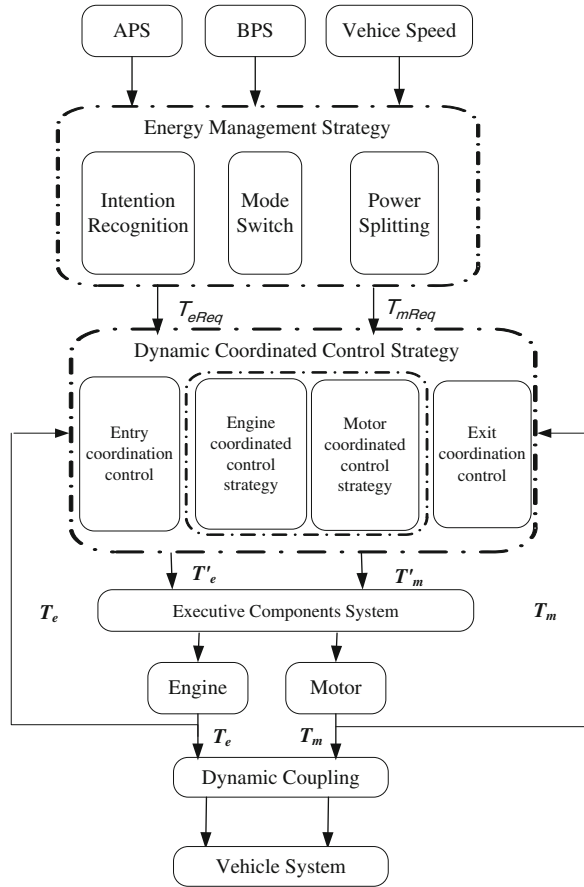 APS
BPS
Vehice Speed
Energy Management Strategy
Intention
Recognition
Mode
Switch
Power
Splitting
TeReq
TmReq
Dynamic Coordinated Control Strategy
Entry
coordination
control
Engine
coordinated
control
strategy
Motor
coordinated
control
strategy
Exit
coordination
control
T'e
T'm
Te
Executive Components System
Tm
Engine
Motor
Te
Tm
Dynamic Coupling
Vehicle System